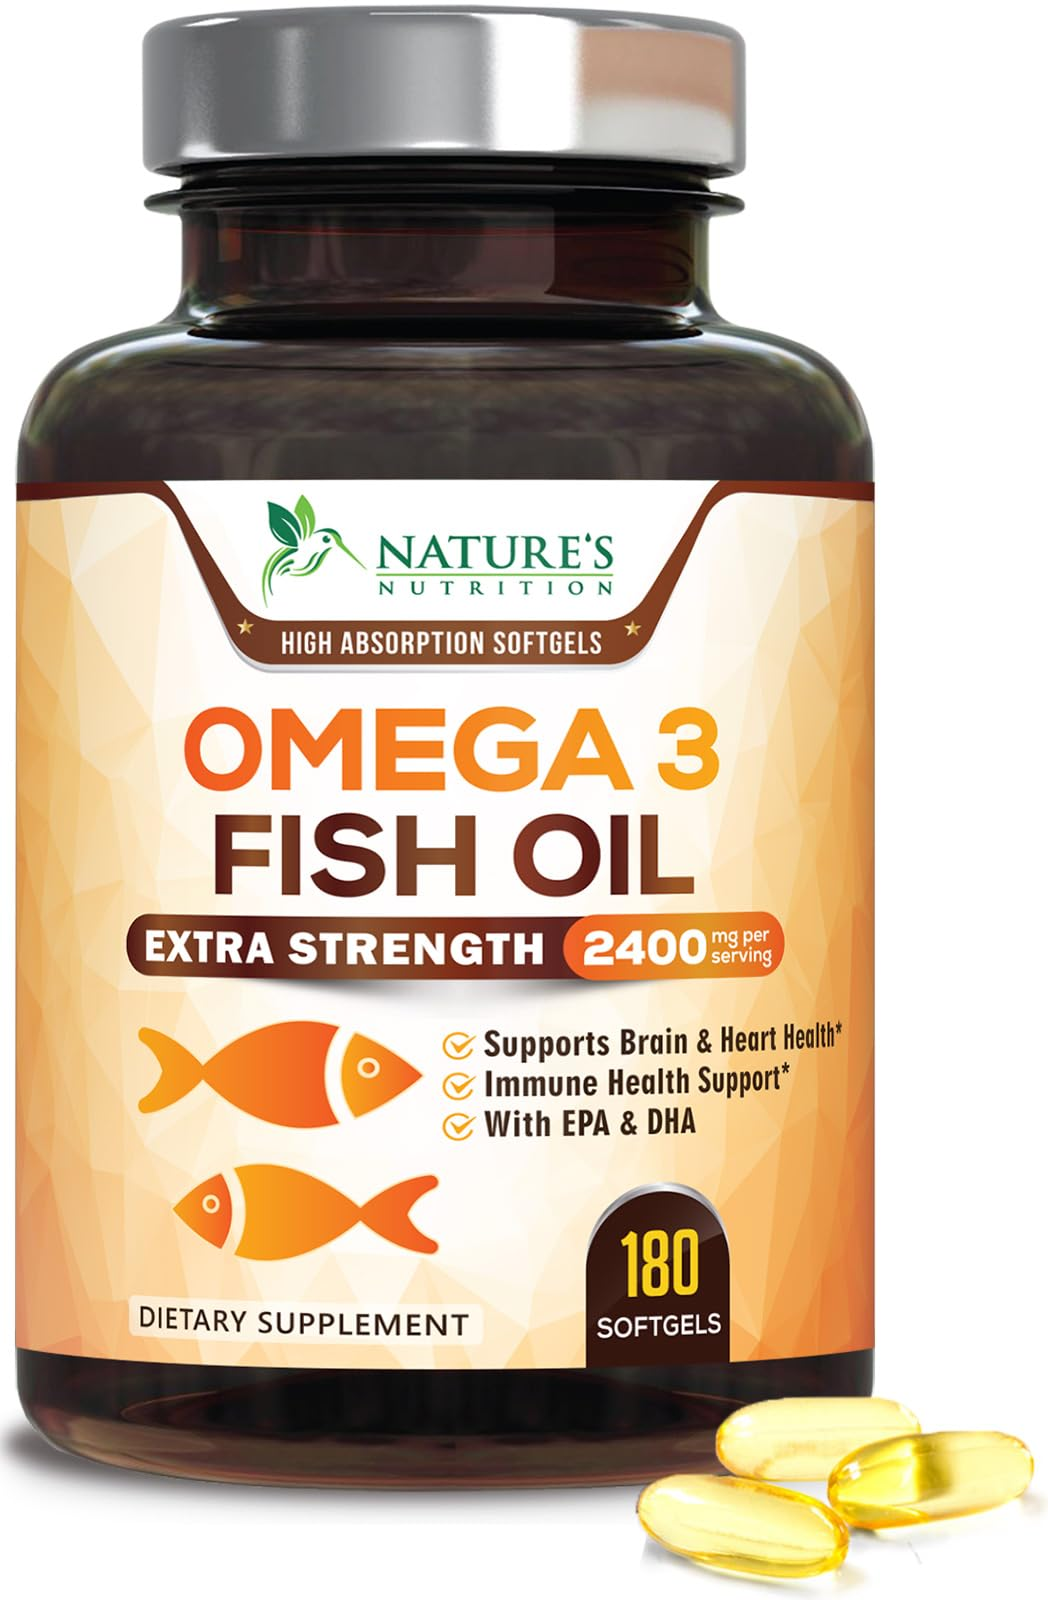 NATURE'S
NUTRITION
HIGH ABSORPTION SOFTGELS
OMEGA 3
FISH OIL
EXTRA STRENGTH 2400 mg per serving
Supports Brain & Heart Health*
Immune Health Support*
With EPA & DHA
180
SOFTGELS
DIETARY SUPPLEMENT